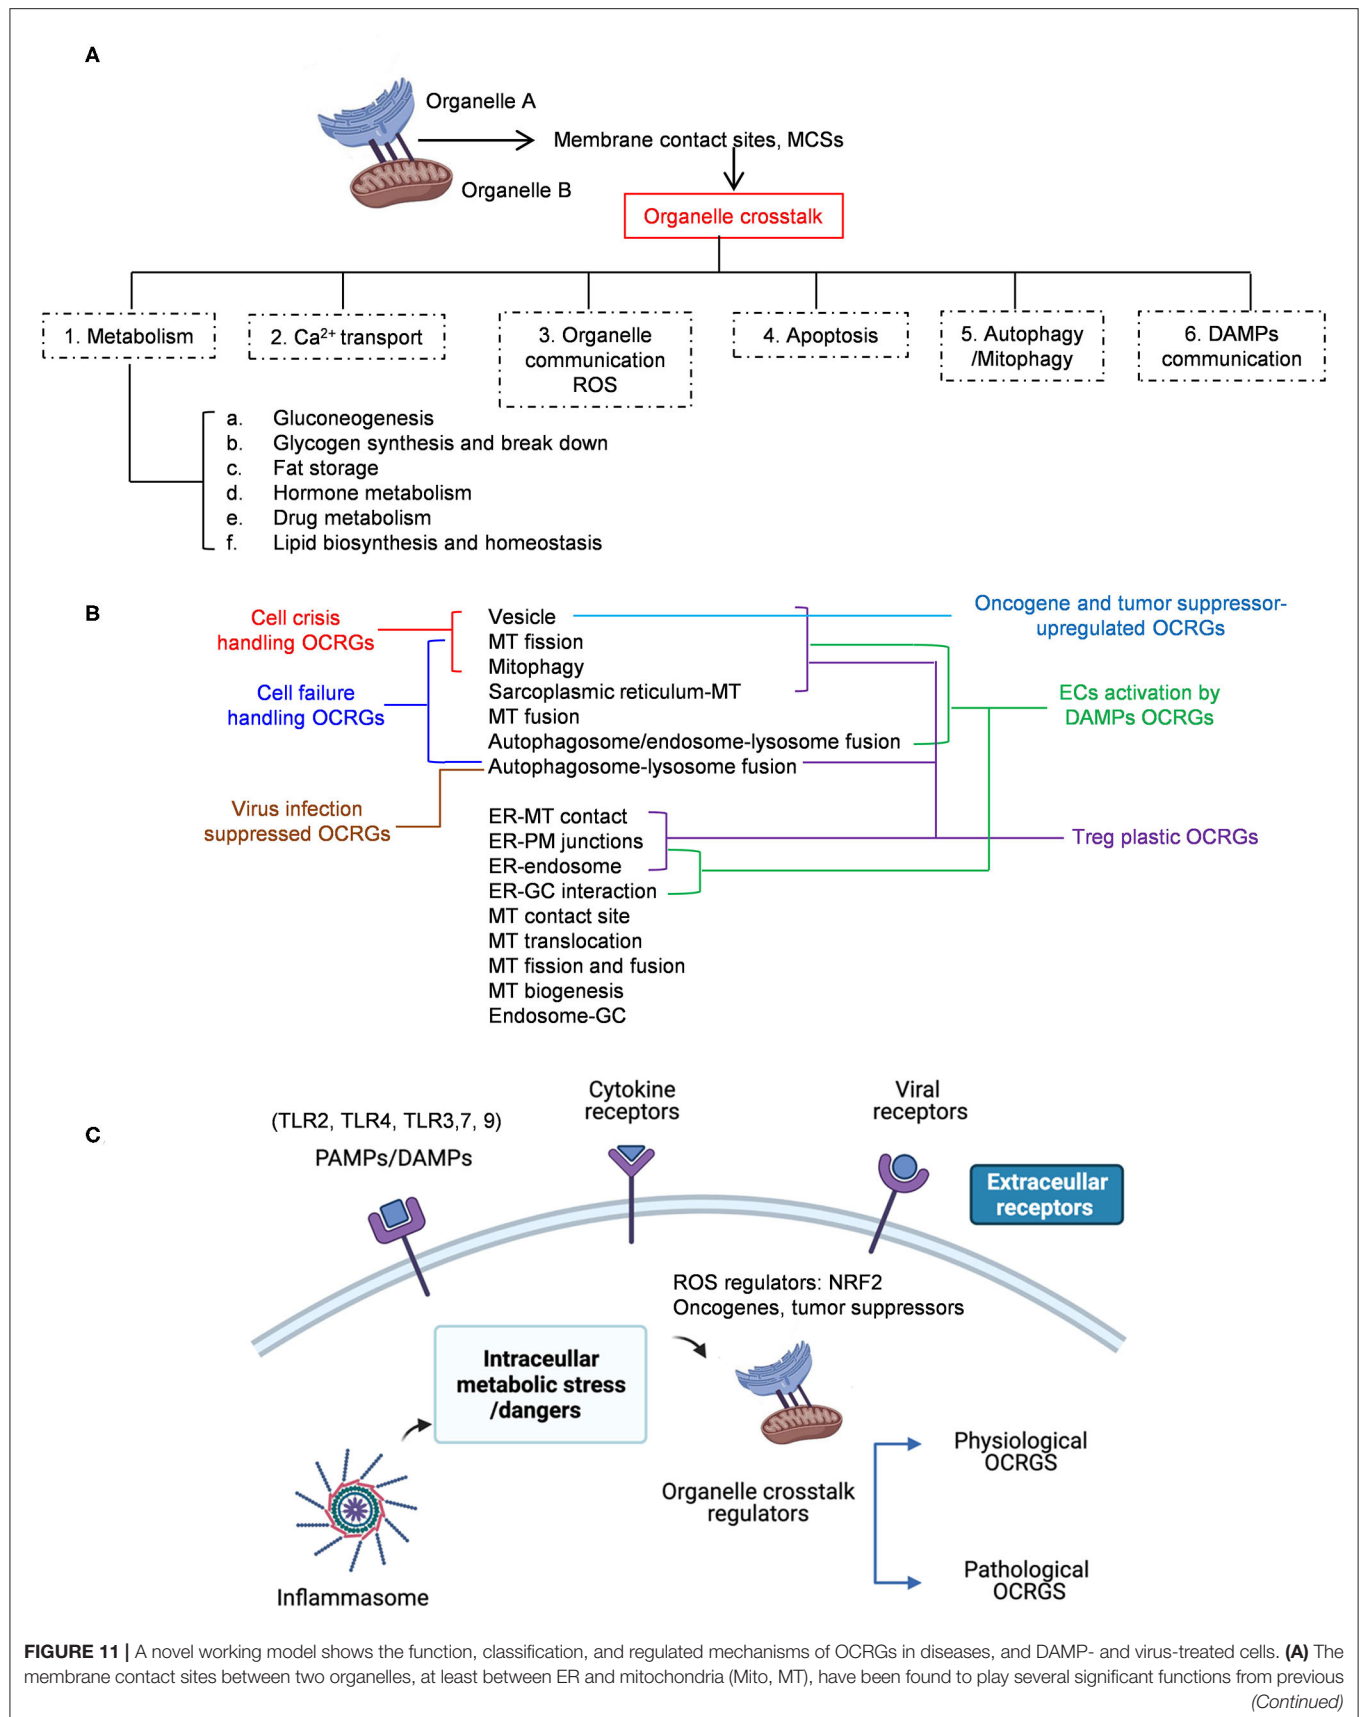 A
Organelle A
Membrane contact sites, MCSs
Organelle B
Organelle crosstalk
1. Metabolism
2. Ca²⁺ transport
3. Organelle
communication
ROS
4. Apoptosis
5. Autophagy
/Mitophagy
6. DAMPs
communication
a. Gluconeogenesis
b. Glycogen synthesis and break down
c. Fat storage
d. Hormone metabolism
e. Drug metabolism
f. Lipid biosynthesis and homeostasis
B
Cell crisis
handling OCRGs
Cell failure
handling OCRGs
Virus infection
suppressed OCRGs
Vesicle
MT fission
Mitophagy
Sarcoplasmic reticulum-MT
MT fusion
Autophagosome/endosome-lysosome fusion
Autophagosome-lysosome fusion
ER-MT contact
ER-PM junctions
ER-endosome
ER-GC interaction
MT contact site
MT translocation
MT fission and fusion
MT biogenesis
Endosome-GC
Oncogene and tumor suppressor-
upregulated OCRGs
ECs activation by
DAMPs OCRGs
Treg plastic OCRGs
C
(TLR2, TLR4, TLR3,7, 9)
PAMPs/DAMPs
Cytokine
receptors
Viral
receptors
Extraceullar
receptors
ROS regulators: NRF2
Oncogenes, tumor suppressors
Intraceullar
metabolic stress
/dangers
Inflammasome
Organelle crosstalk
regulators
Physiological
OCRGS
Pathological
OCRGS
FIGURE 11 | A novel working model shows the function, classification, and regulated mechanisms of OCRGs in diseases, and DAMP- and virus-treated cells. (A) The
membrane contact sites between two organelles, at least between ER and mitochondria (Mito, MT), have been found to play several significant functions from previous
(Continued)